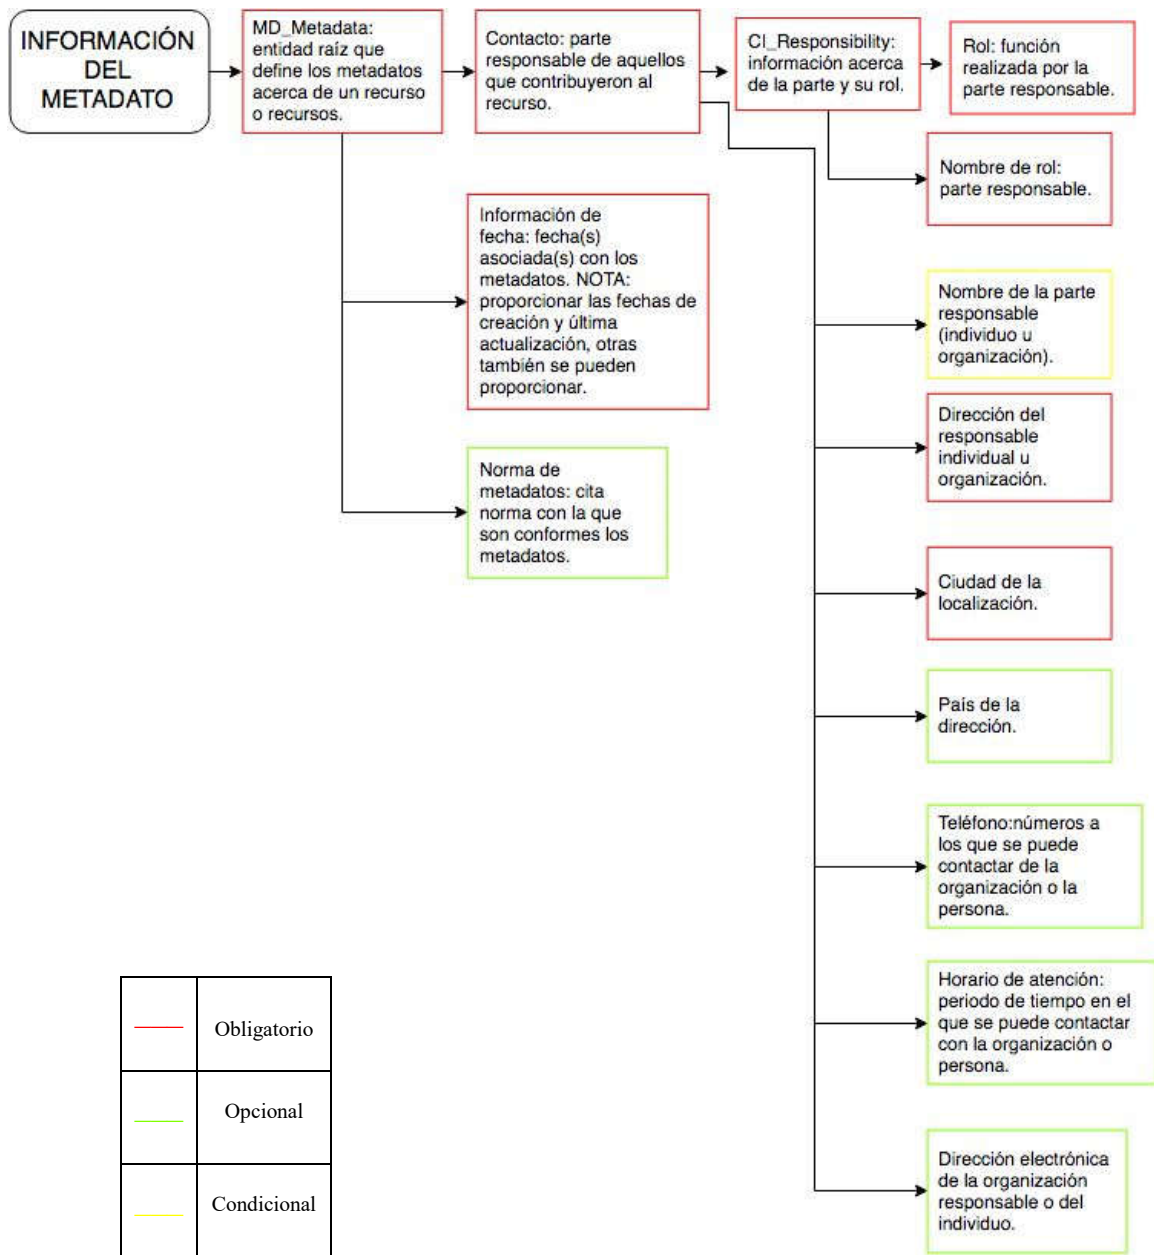 INFORMACIÓN
DEL
METADATO
MD_Metadata:
entidad raíz que
define los metadatos
acerca de un recurso
o recursos.
Contacto: parte
responsable de aquellos
que contribuyeron al
recurso.
CI_Responsibility:
información acerca
de la parte y su rol.
Rol: función
realizada por la
parte responsable.
Nombre de rol:
parte responsable.
Información de
fecha: fecha(s)
asociada(s) con los
metadatos. NOTA:
proporcionar las fechas de
creación y última
actualización, otras
también se pueden
proporcionar.
Nombre de la parte
responsable
(individuo u
organización).
Dirección del
responsable
individual u
organización.
Norma de
metadatos: cita
norma con la que
son conformes los
metadatos.
Ciudad de la
localización.
País de la
dirección.
Teléfono:números a
los que se puede
contactar de la
organización o la
persona.
Horario de atención:
periodo de tiempo en el
que se puede contactar
con la organización o
persona.
Dirección electrónica
de la organización
responsable o del
individuo.
Obligatorio
Opcional
Condicional